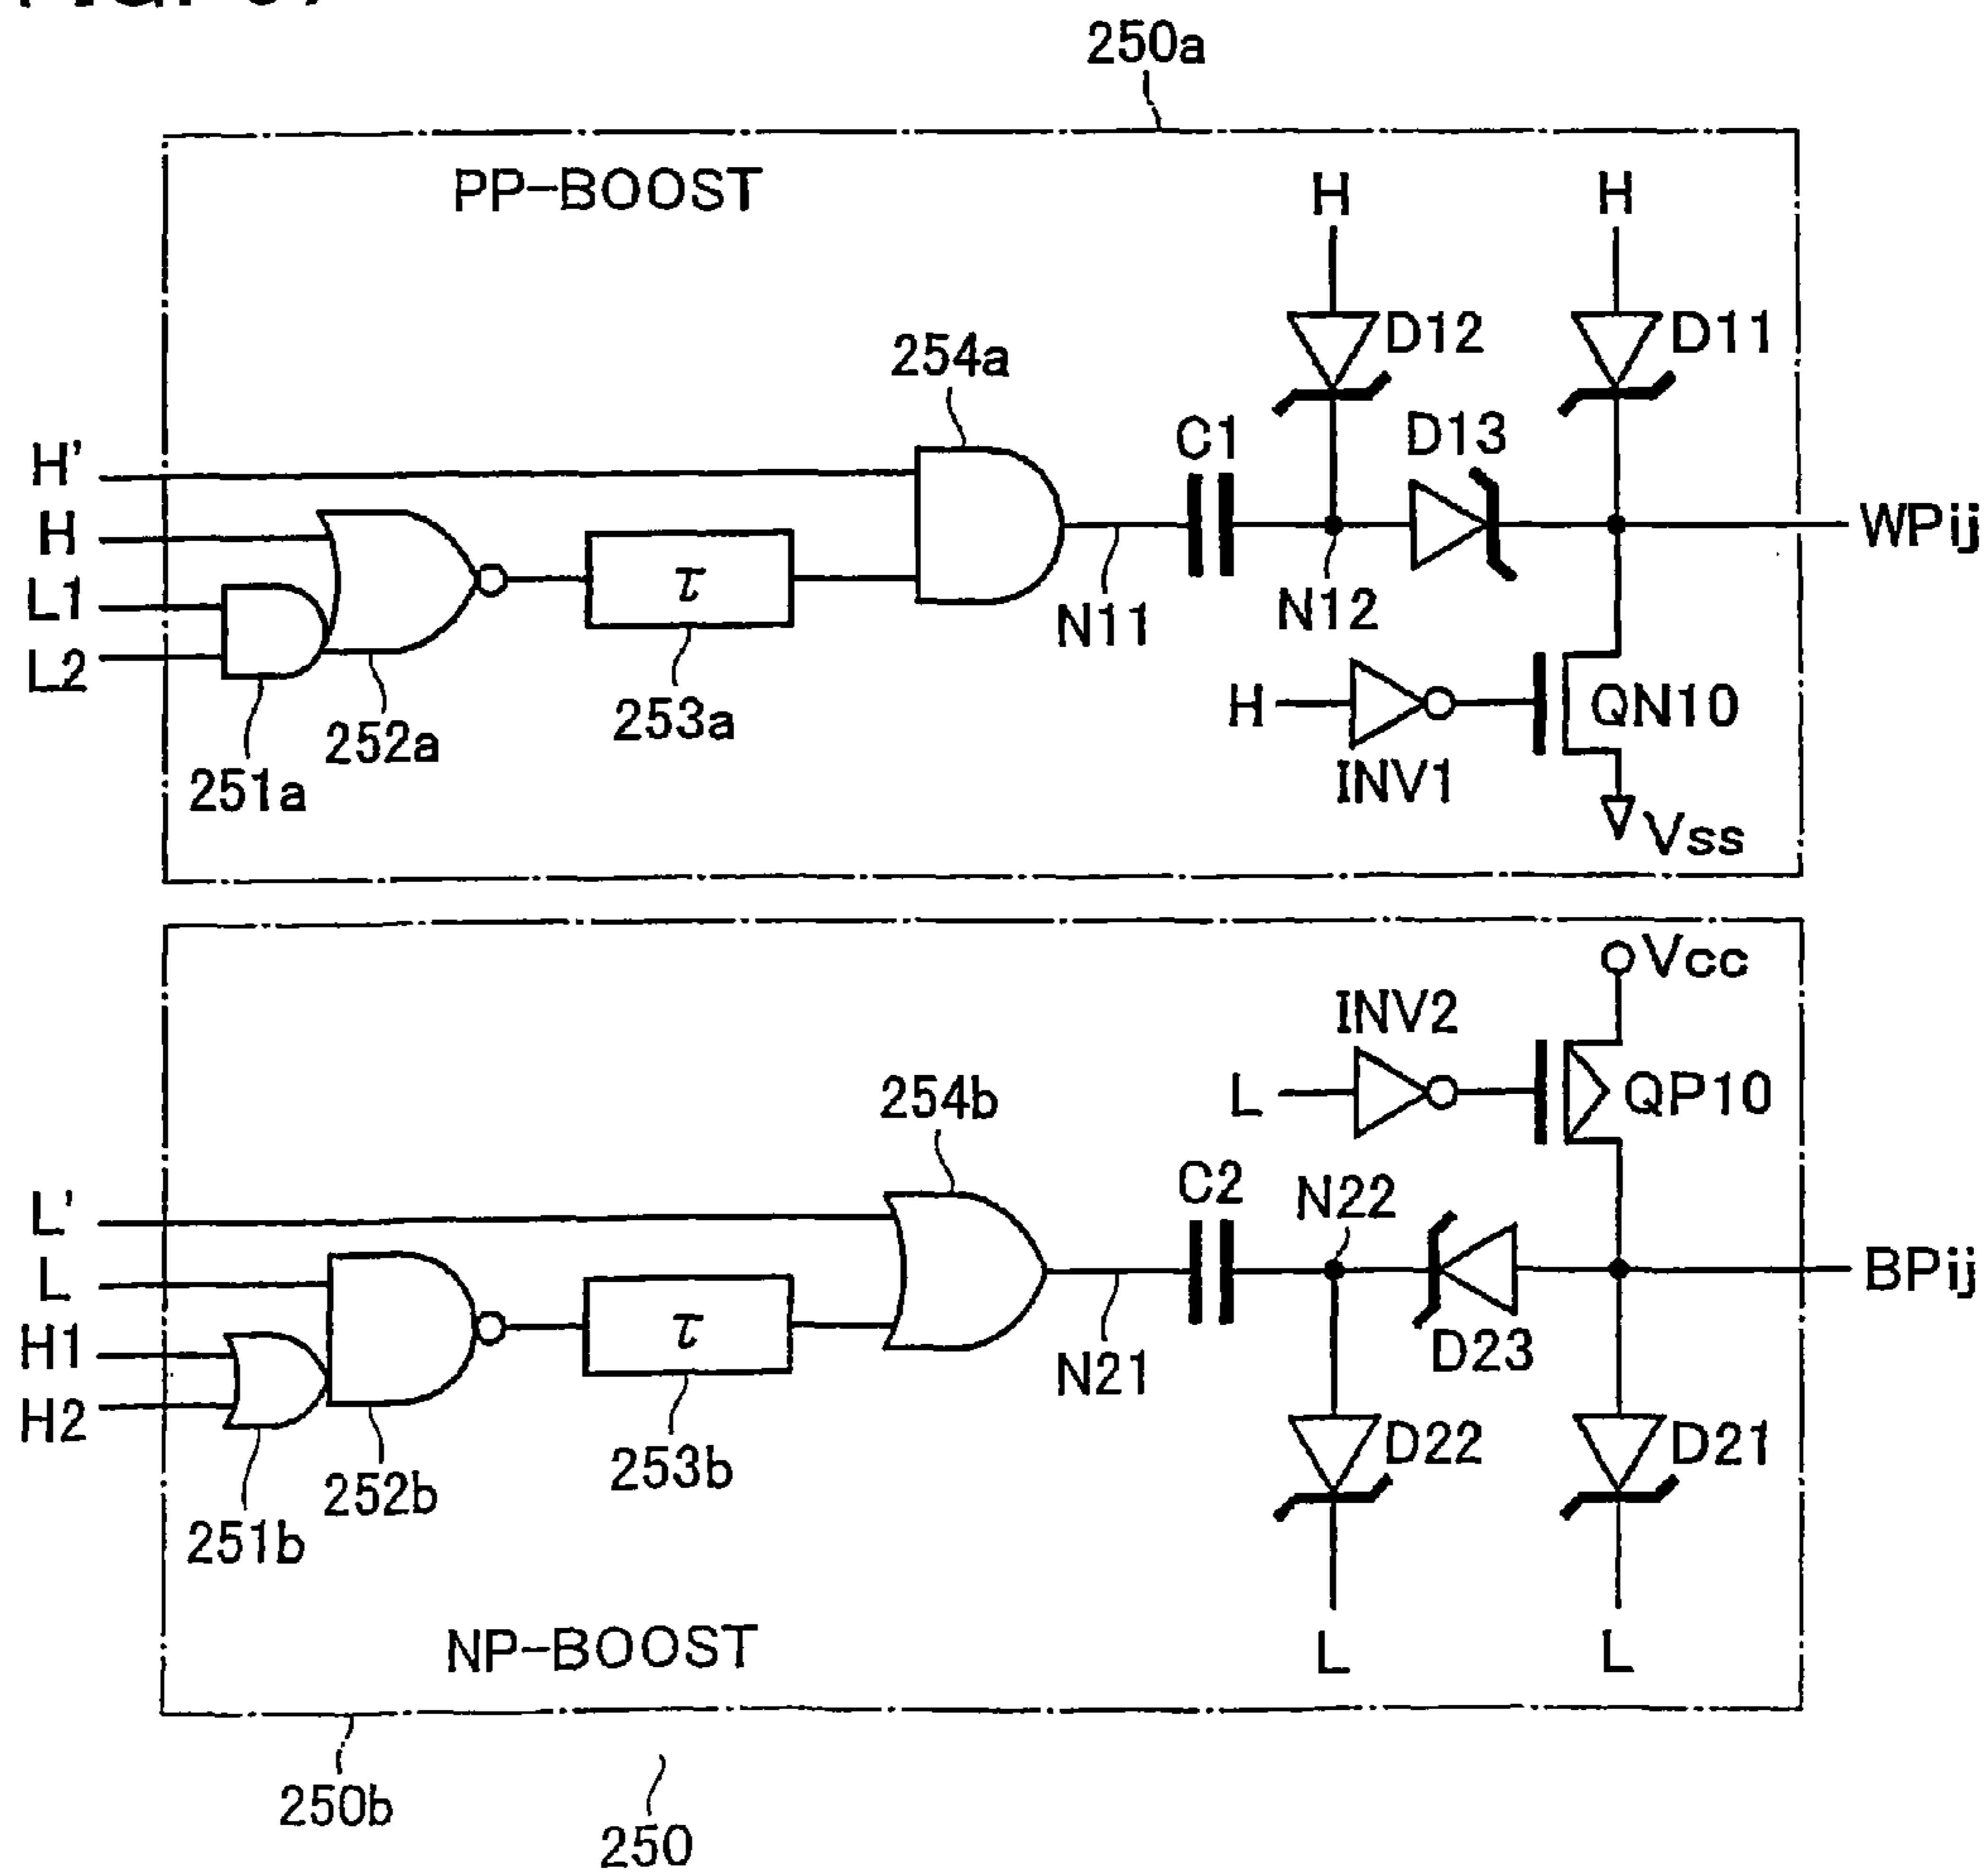 250a
PP-BOOST
H
H
D12
D11
254a
C1
D13
H'
H
L1
L2
τ
WPij
N11
N12
253a
H
QN10
252a
251a
INV1
Vss
Vcc
INV2
L
QP10
254b
C2
N22
L'
L
H1
H2
τ
BPij
N21
D23
253b
D22
D21
252b
251b
NP-BOOST
L
L
250b
250